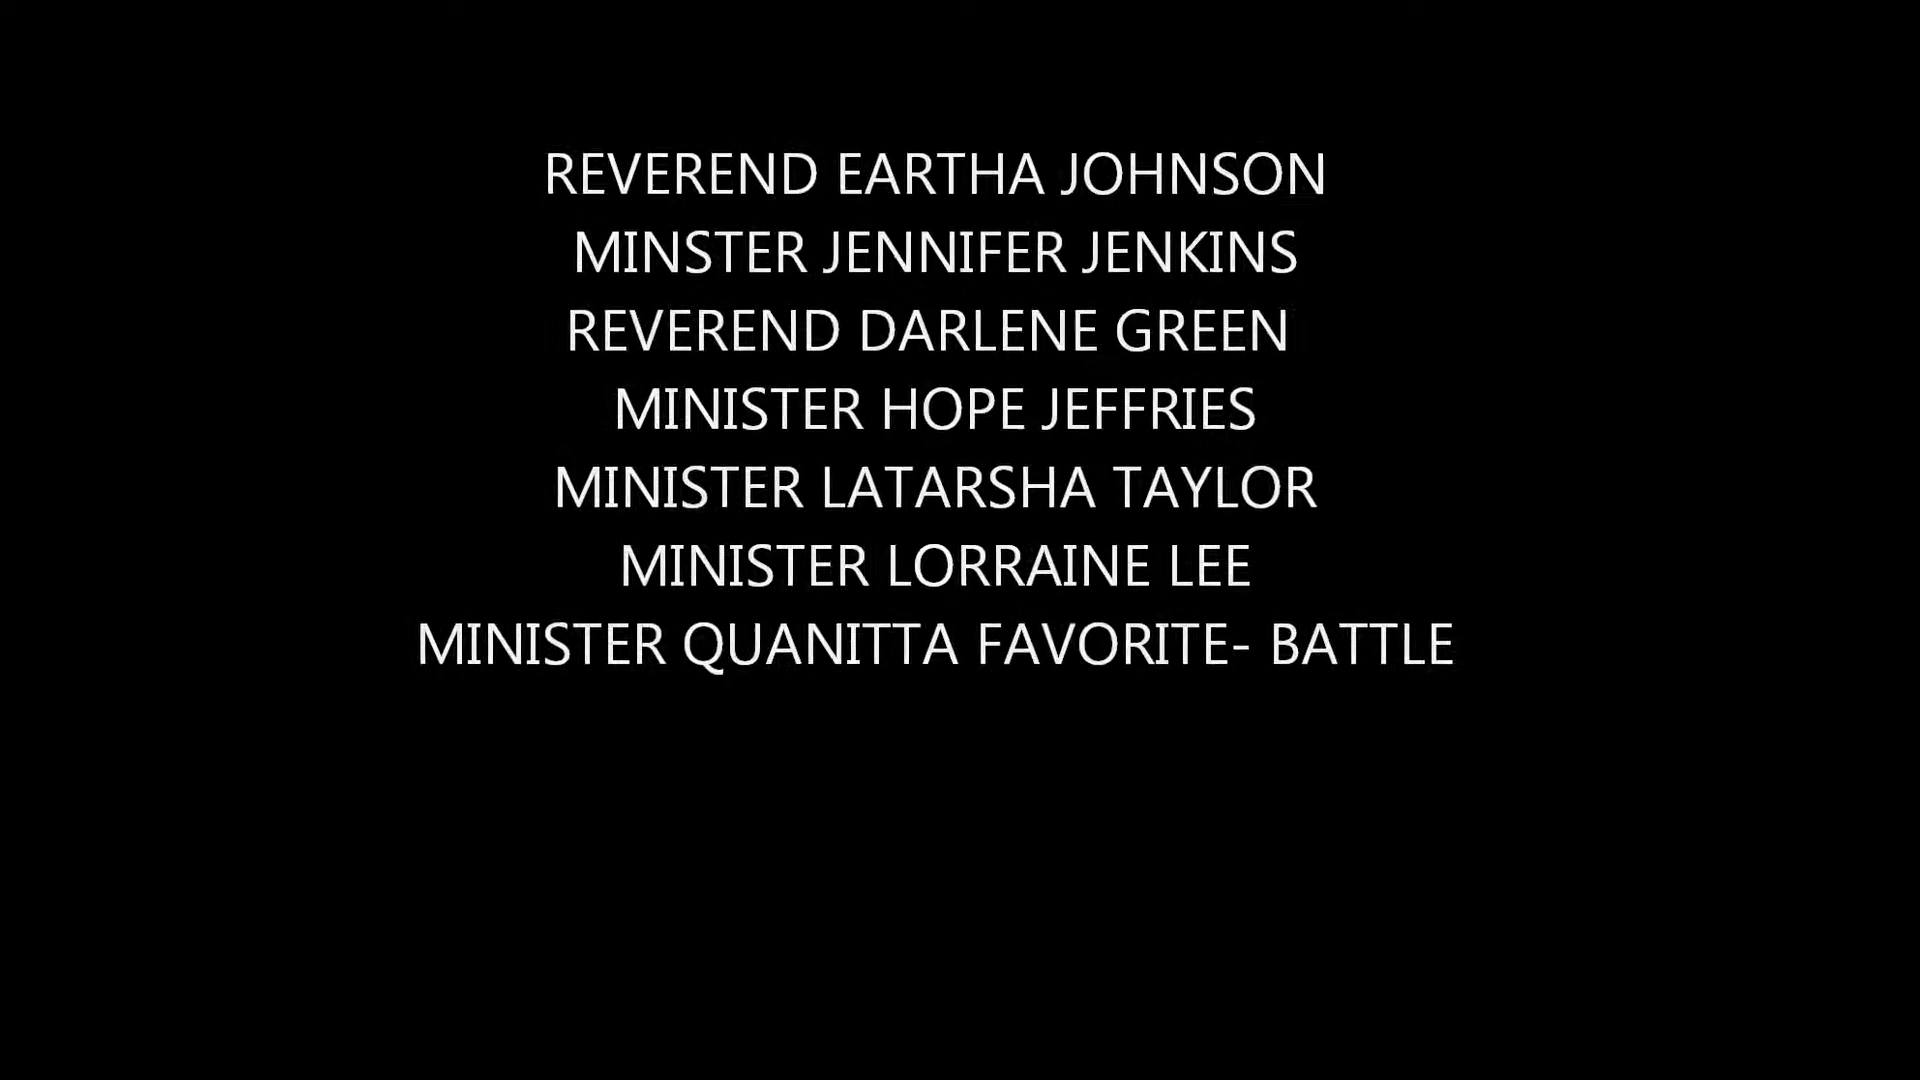 REVEREND EARTHA JOHNSON
MINSTER JENNIFER JENKINS
REVEREND DARLENE GREEN
MINISTER HOPE JEFFRIES
MINISTER LATARSHA TAYLOR
MINISTER LORRAINE LEE
MINISTER QUANITTA FAVORITE- BATTLE